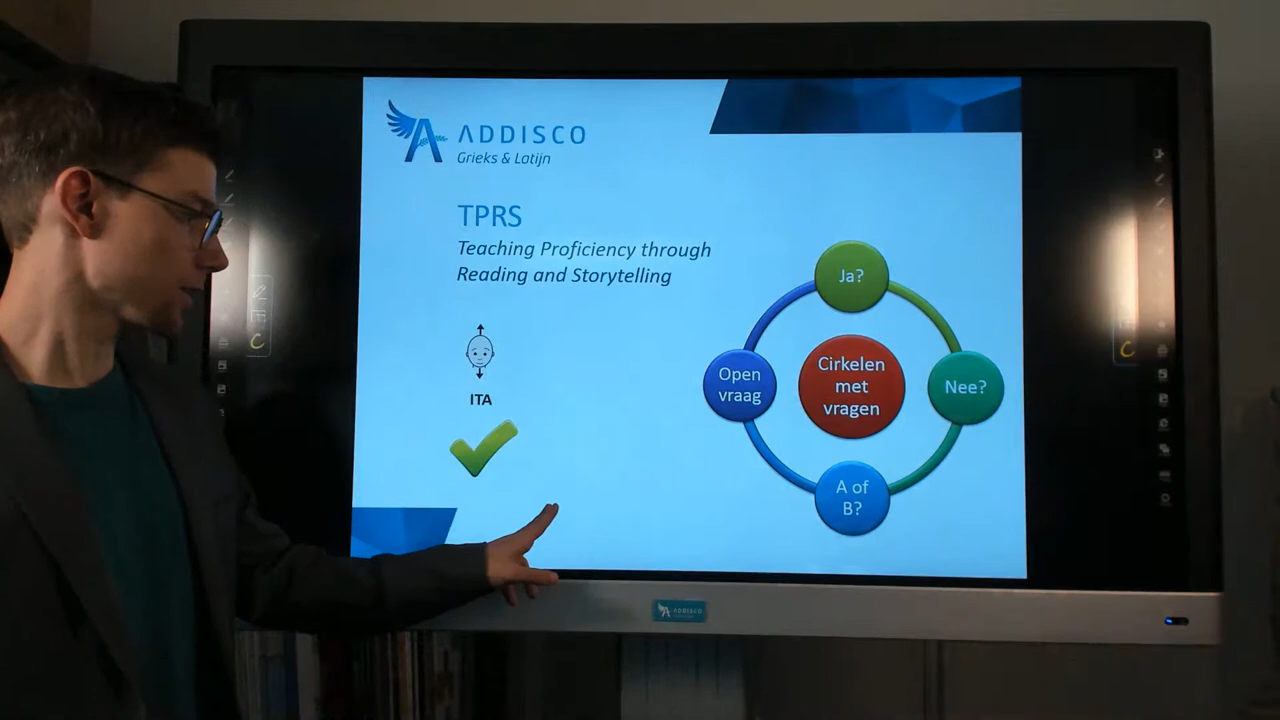 ADDISCO
Grieks & Latijn
TPRS
Teaching Proficiency through
Reading and Storytelling
ITA
Ja?
Nee?
A of
B?
Open
vraag
Cirkelen
met
vragen
ADDISCO